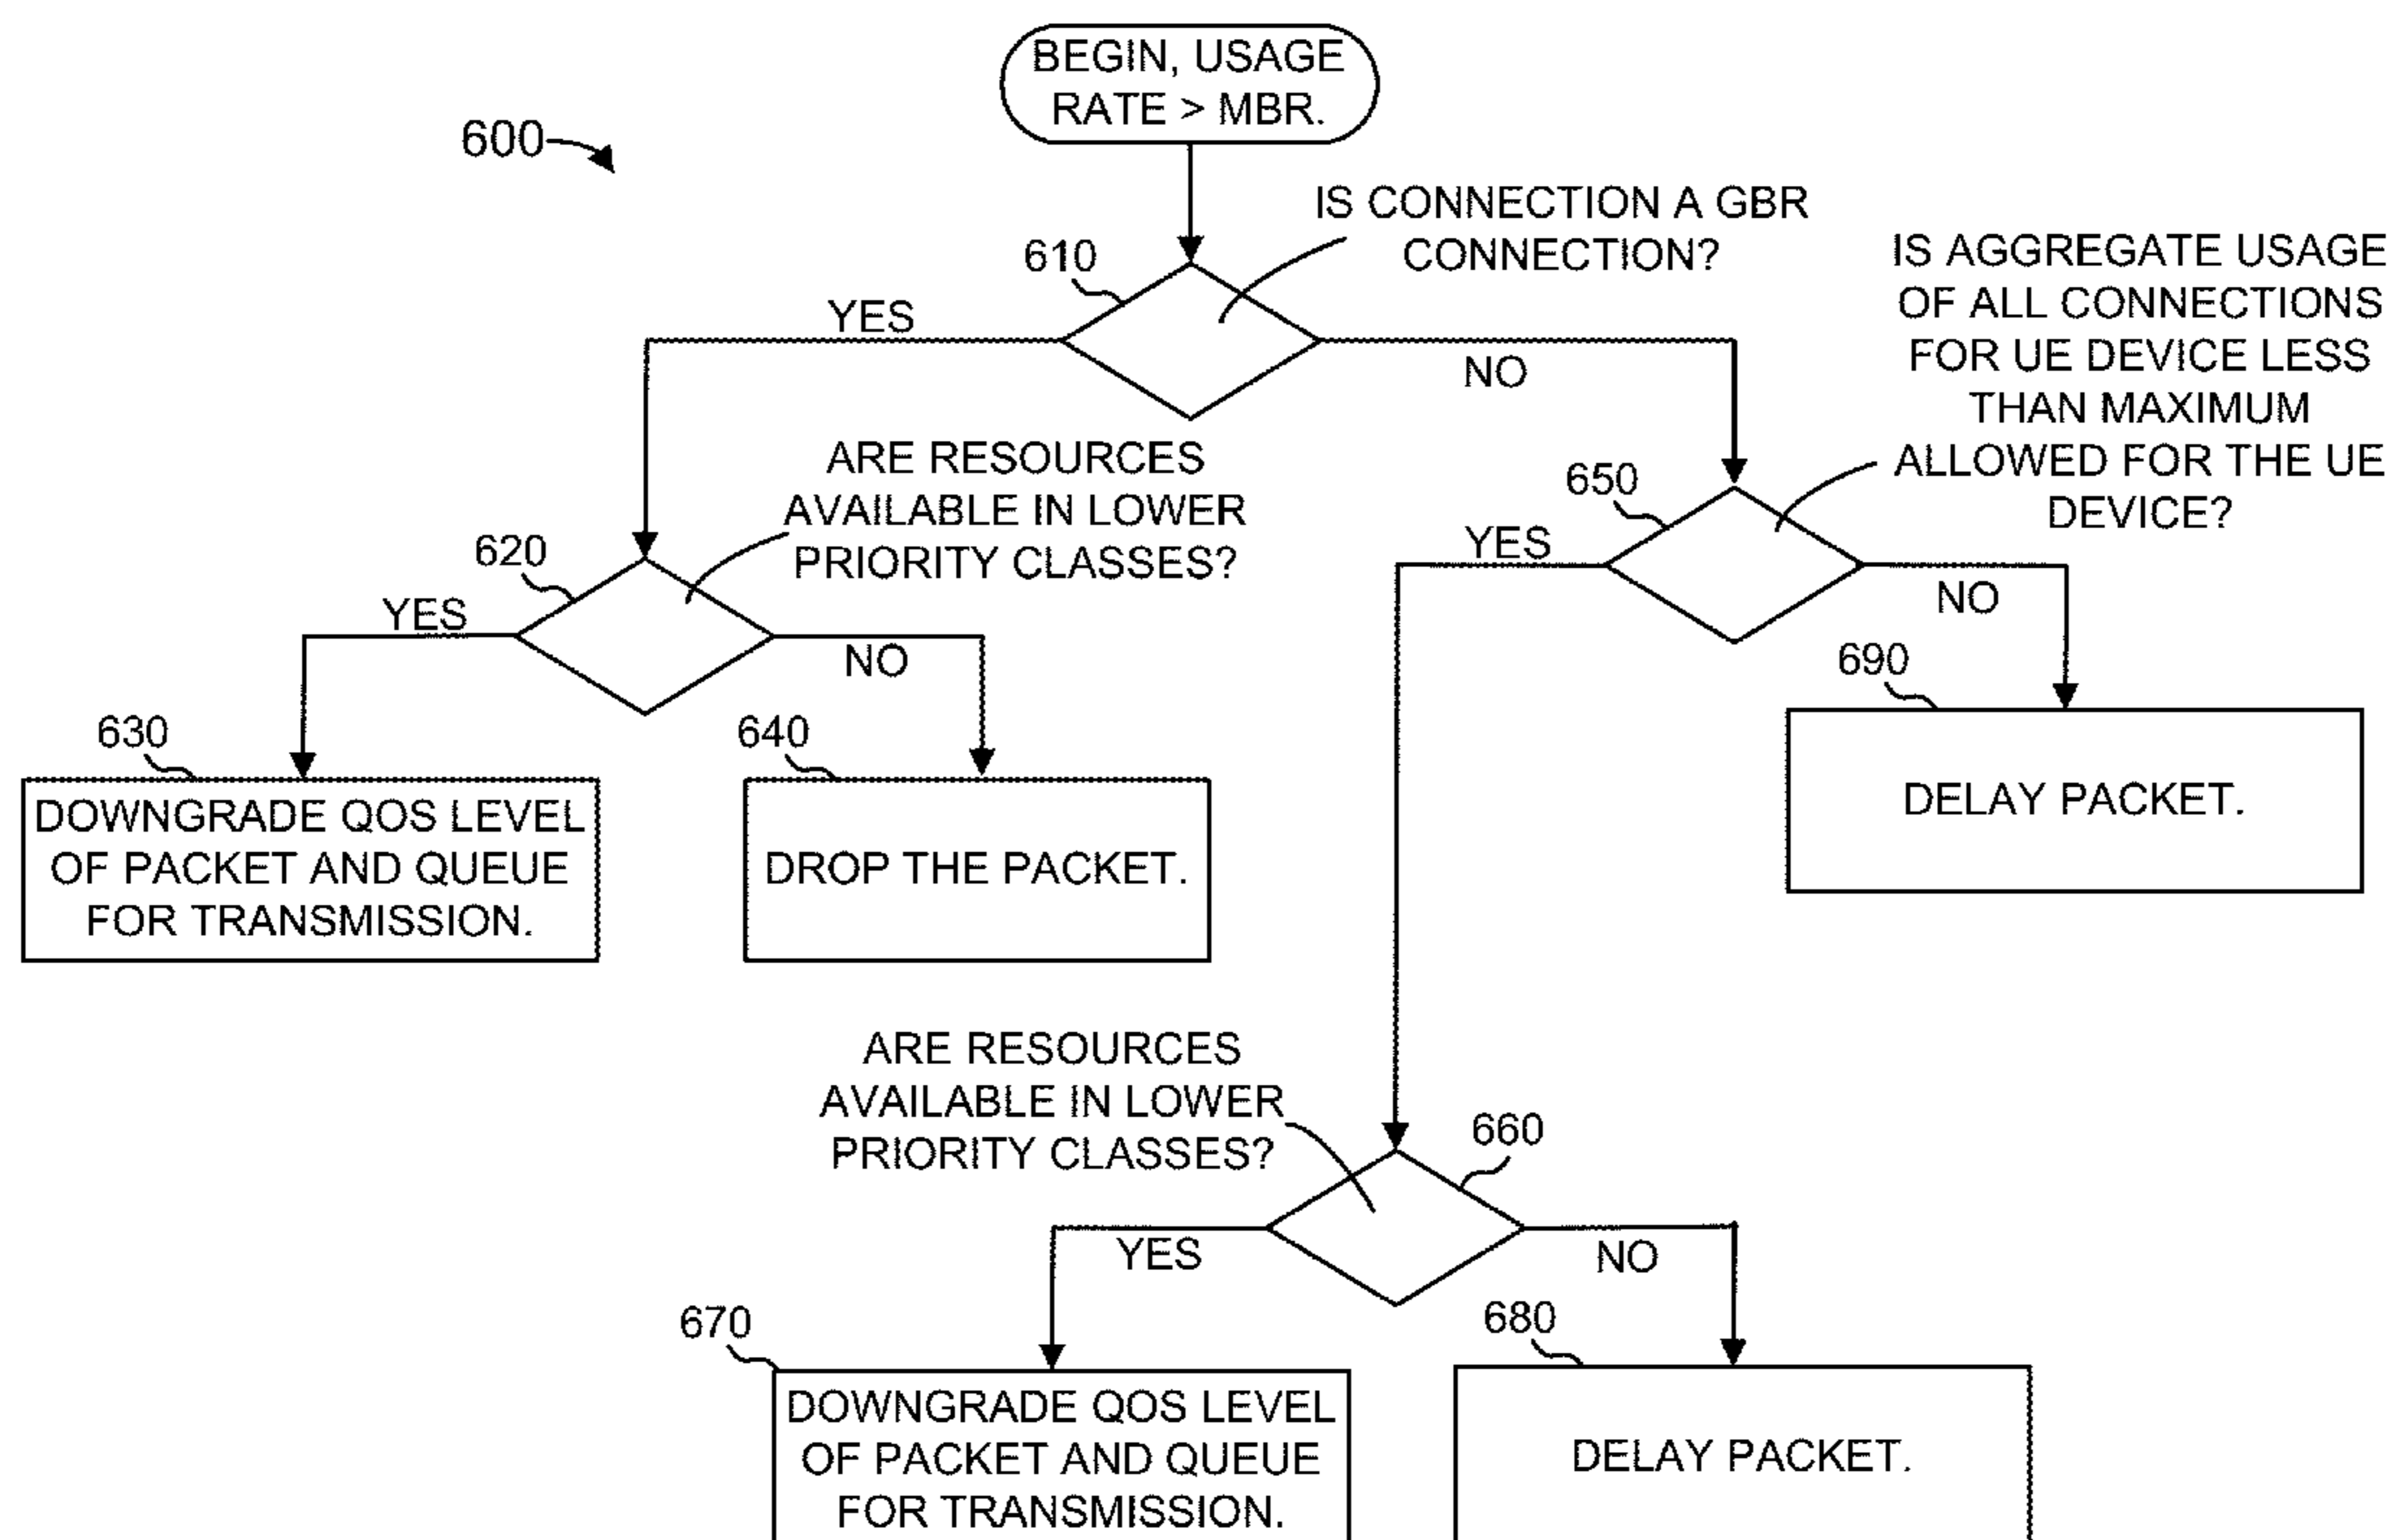 BEGIN, USAGE
RATE > MBR.
600
IS CONNECTION A GBR
CONNECTION?
610
YES
NO
IS AGGREGATE USAGE
OF ALL CONNECTIONS
FOR UE DEVICE LESS
THAN MAXIMUM
ALLOWED FOR THE UE
DEVICE?
ARE RESOURCES
AVAILABLE IN LOWER
PRIORITY CLASSES?
620
YES
NO
650
YES
NO
630
DOWNGRADE QOS LEVEL
OF PACKET AND QUEUE
FOR TRANSMISSION.
640
DROP THE PACKET.
690
DELAY PACKET.
ARE RESOURCES
AVAILABLE IN LOWER
PRIORITY CLASSES?
660
YES
NO
670
DOWNGRADE QOS LEVEL
OF PACKET AND QUEUE
FOR TRANSMISSION.
680
DELAY PACKET.